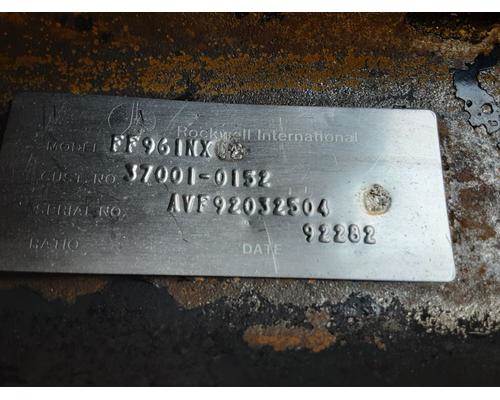 Rockwell International
MODEL FF961NX
CUST. NO. 37001-0152
SERIAL NO. AVF92032504
92282
RATIO DATE